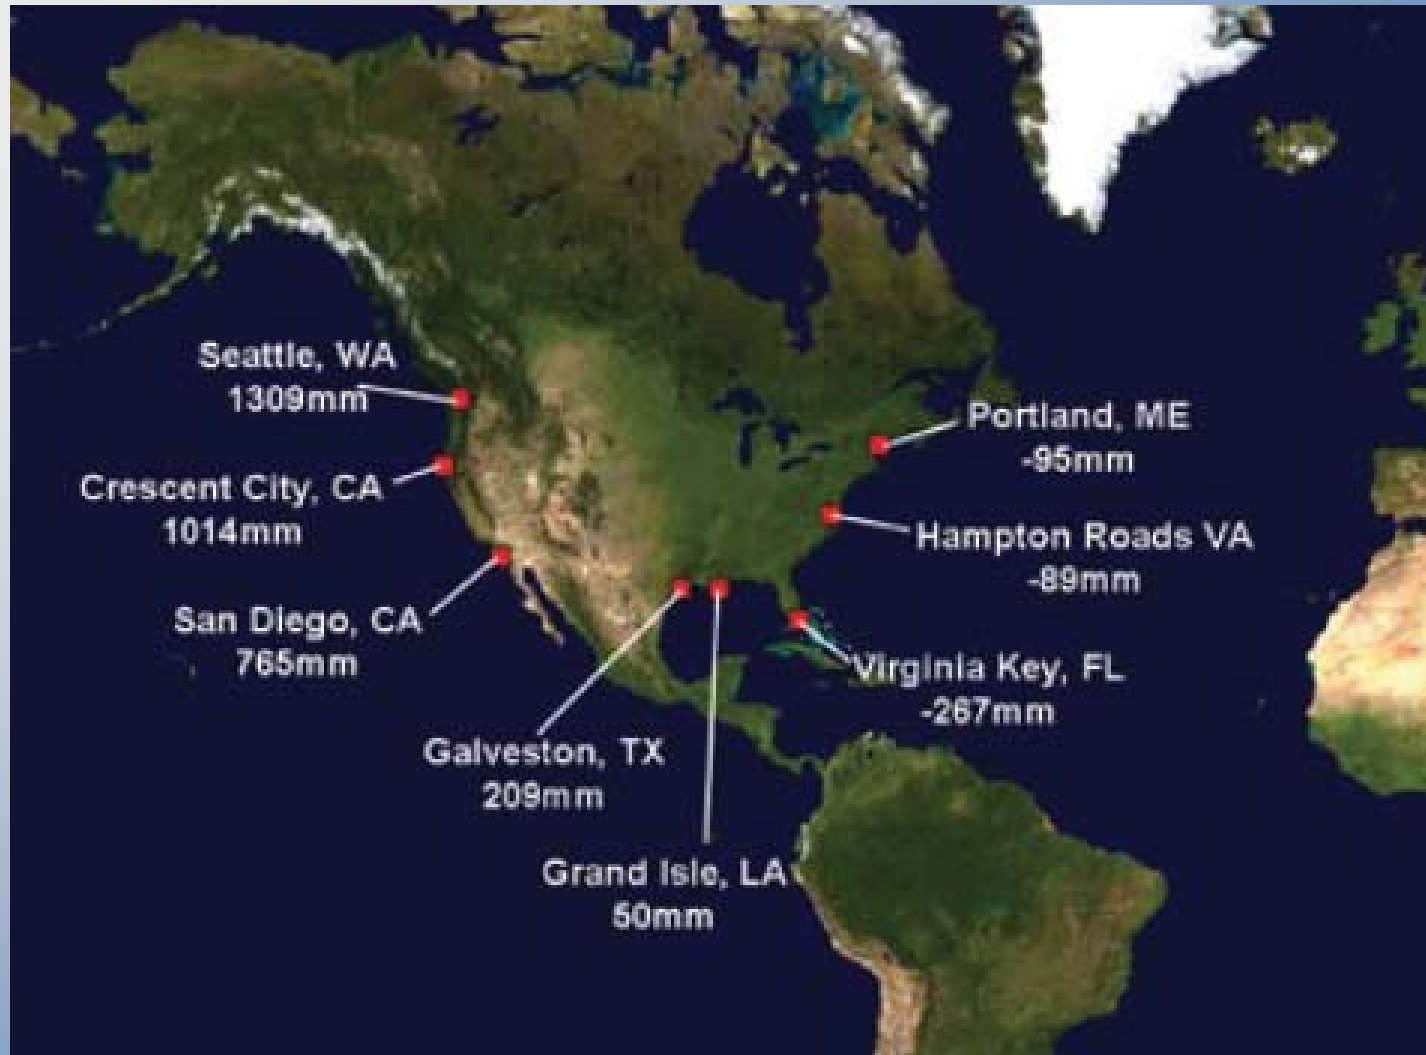 Seattle, WA
1309mm
Crescent City, CA
1014mm
San Diego, CA
765mm
Galveston, TX
209mm
Grand Isle, LA
50mm
Portland, ME
-95mm
Hampton Roads VA
-89mm
Virginia Key, FL
-267mm